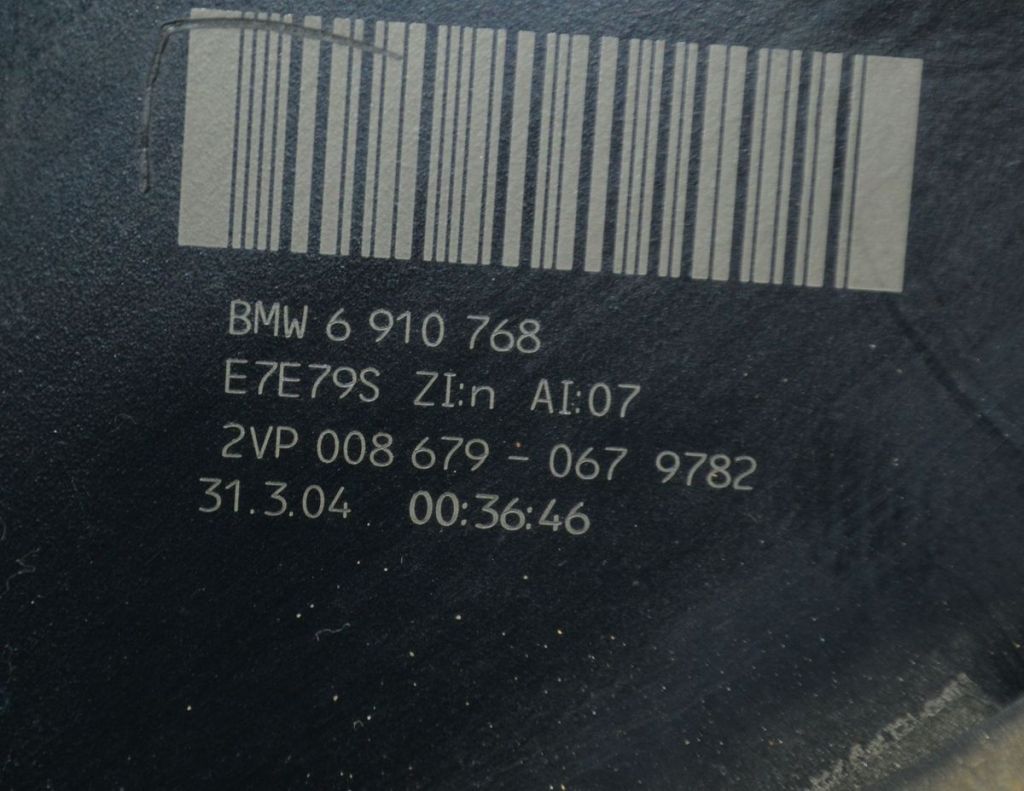 BMW 6 910 768
E7E79S ZI:n AI:07
2VP 008 679 - 067 9782
31.3.04 00:36:46